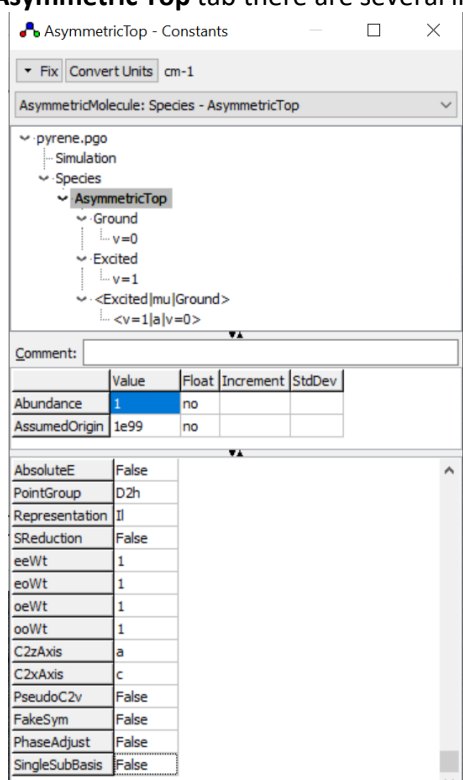 Asymmetric Top tab there are several i
AsymmetricTop - Constants
Fix Convert Units cm-1
AsymmetricMolecule: Species - AsymmetricTop
pyrene.pgo
Simulation
Species
AsymmetricTop
Ground
v=0
Excited
v=1
<Excited|mu|Ground>
<v=1|a|v=0>
Comment:
Value Float Increment StdDev
Abundance 1 no
AssumedOrigin 1e99 no
AbsoluteE False
PointGroup D2h
Representation Il
SReduction False
eeWt 1
eoWt 1
oeWt 1
ooWt 1
C2zAxis a
C2xAxis c
PseudoC2v False
FakeSym False
PhaseAdjust False
SingleSubBasis False